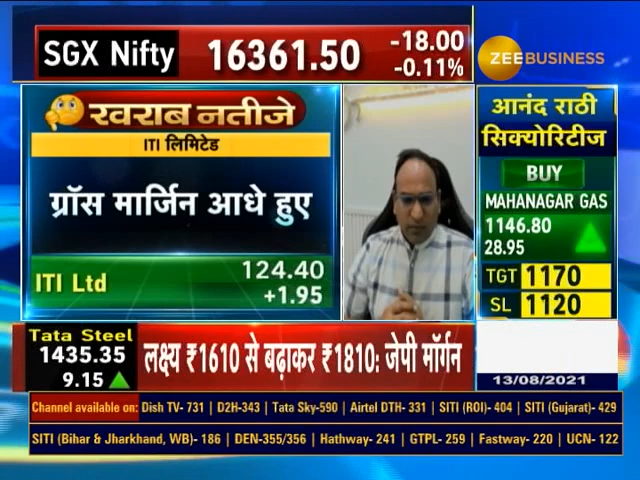 SGX Nifty 16361.50 -18.00
-0.11%
ZEE BUSINESS
खराब नतीजे
ITI लिमिटेड
ग्रॉस मार्जिन आधे हुए
ITI Ltd 124.40
+1.95
आनंद राठी
सिक्योरिटीज
BUY
MAHANAGAR GAS
1146.80
28.95
TGT 1170
SL 1120
Tata Steel
1435.35
9.15
लक्ष्य ₹1610 से बढ़ाकर ₹1810: जेपी मॉर्गन
13/08/2021
Channel available on: Dish TV- 731 | D2H-343 | Tata Sky-590 | Airtel DTH- 331 | SITI (ROI)- 404 | SITI (Gujarat)- 429
SITI (Bihar & Jharkhand, WB)- 186 | DEN-355/356 | Hathway- 241 | GTPL- 259 | Fastway- 220 | UCN- 122